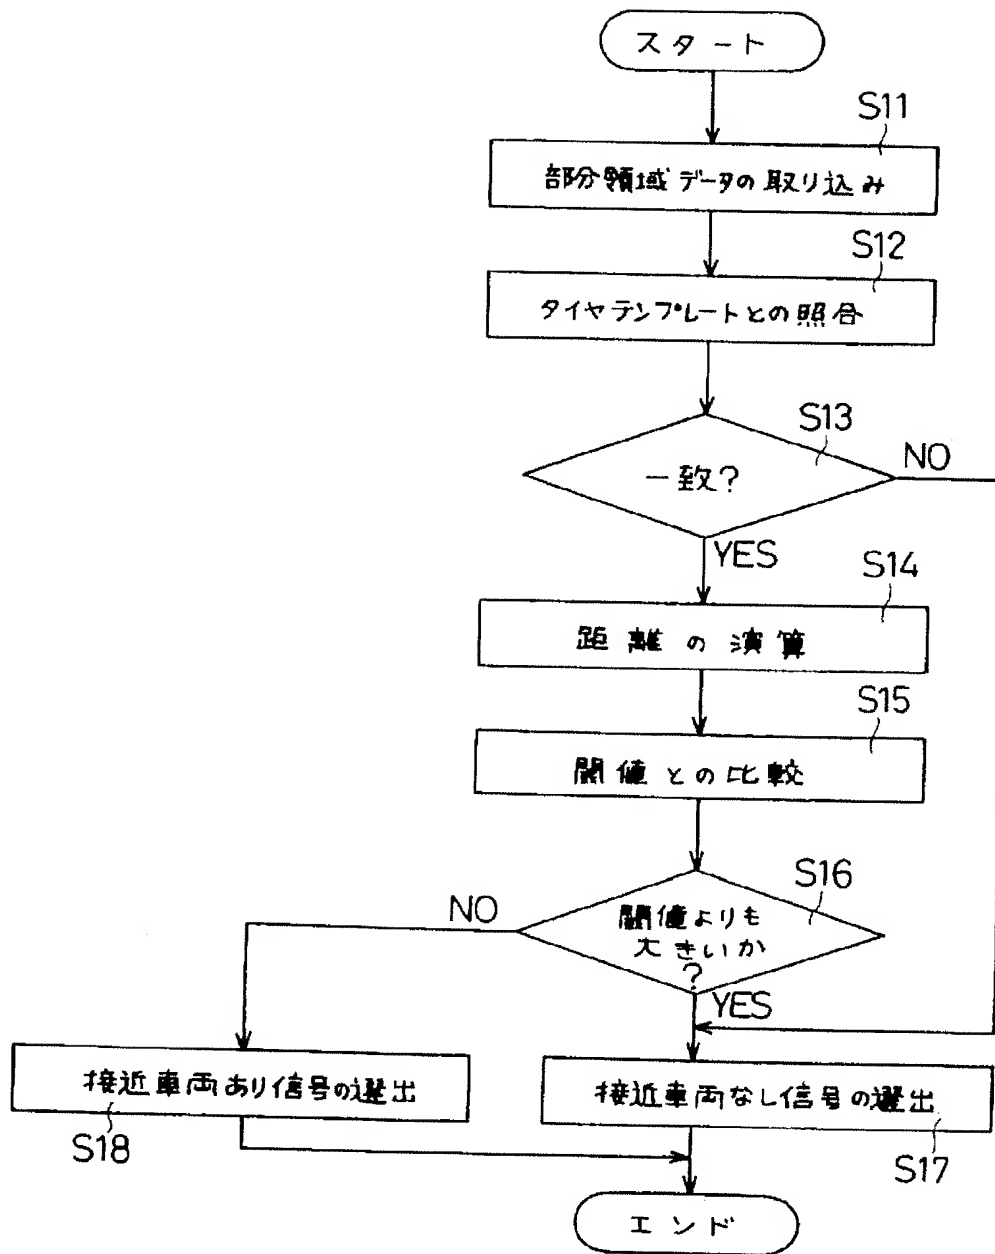 スタート
S11
部分領域データの取り込み
S12
タイヤテンプレートとの照合
S13
一致?
NO
YES
S14
距離の演算
S15
閾値との比較
S16
閾値よりも
大きいか
?
NO
YES
接近車両あり信号の選出
S18
接近車両なし信号の選出
S17
エンド